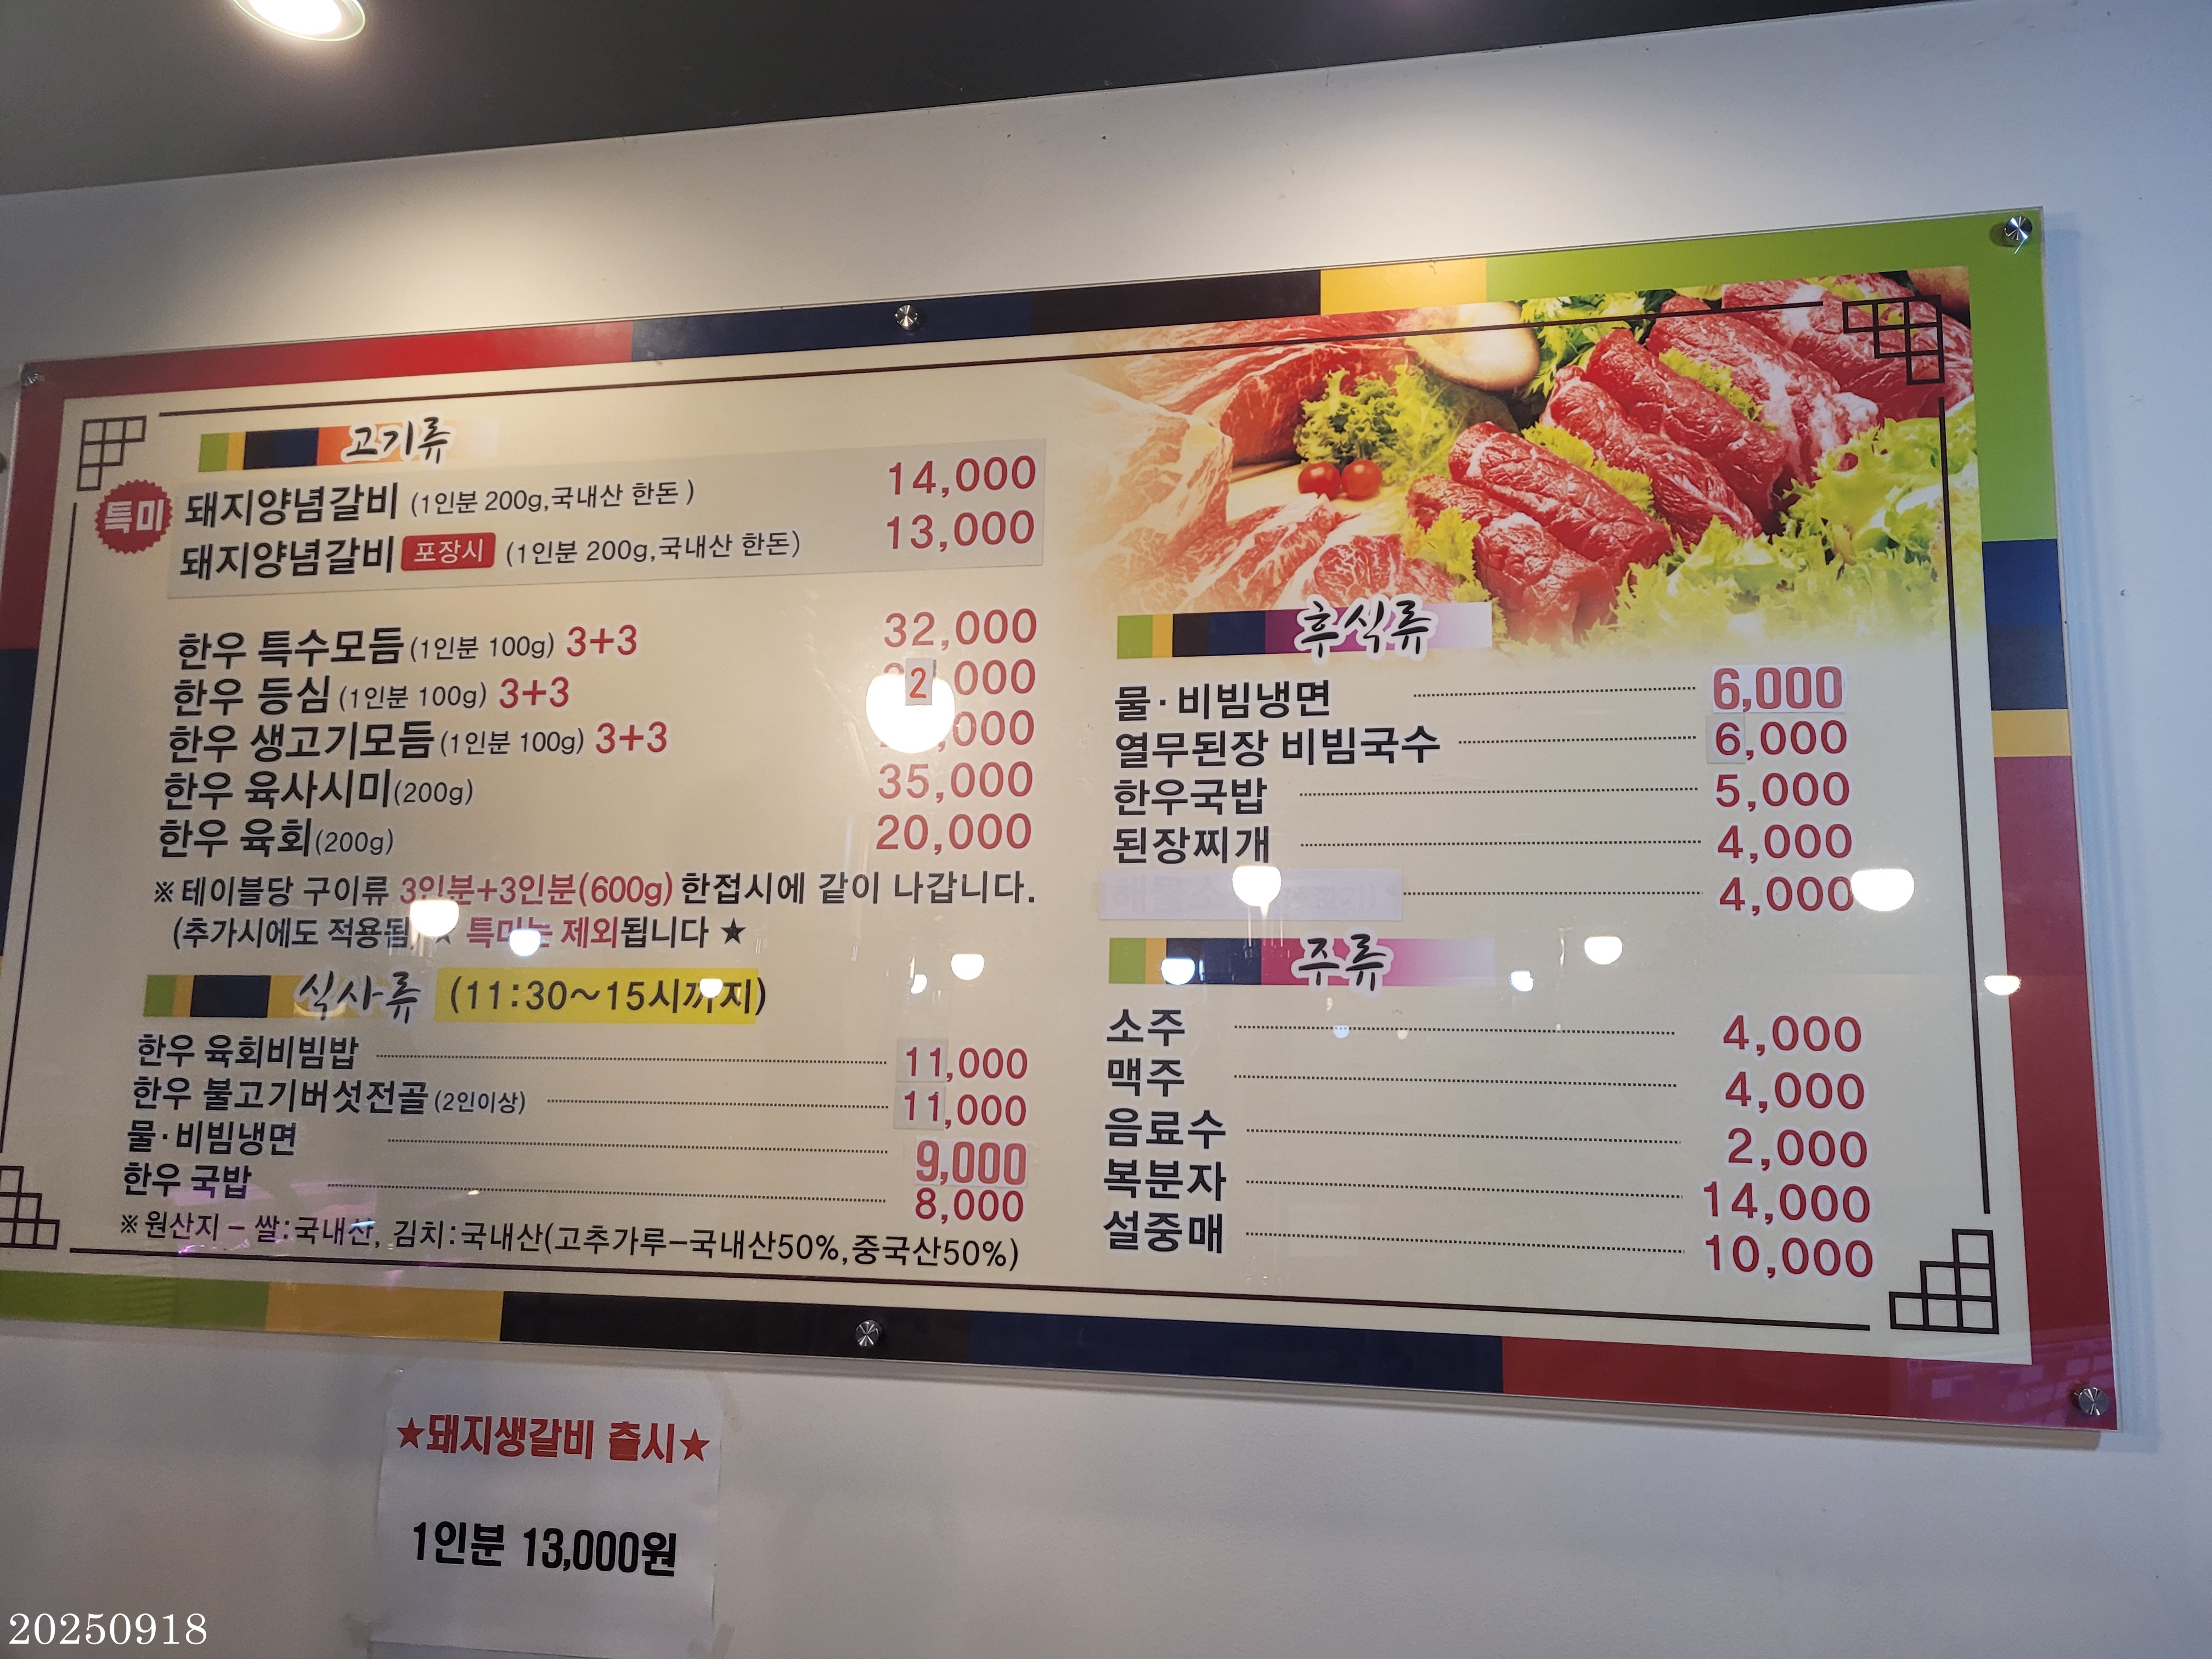 고기류
특미
돼지양념갈비 (1인분 200g,국내산 한돈) 14,000
돼지양념갈비 포장시 (1인분 200g,국내산 한돈) 13,000
한우 특수모듬 (1인분 100g) 3+3 32,000
한우 등심 (1인분 100g) 3+3
한우 생고기모듬 (1인분 100g) 3+3
한우 육사시미 (200g) 35,000
한우 육회 (200g) 20,000
※ 테이블당 구이류 3인분+3인분(600g) 한접시에 같이 나갑니다.
(추가시에도 적용됨) ★ 특미는 제외됩니다 ★
식사류 (11:30~15시까지)
한우 육회비빔밥 11,000
한우 불고기버섯전골 (2인이상) 11,000
물·비빔냉면 9,000
한우 국밥 8,000
※ 원산지 - 쌀:국내산, 김치:국내산(고추가루-국내산50%,중국산50%)
후식류
물·비빔냉면 6,000
열무된장 비빔국수 6,000
한우국밥 5,000
된장찌개 4,000
4,000
주류
소주 4,000
맥주 4,000
음료수 2,000
복분자 14,000
설중매 10,000
★돼지생갈비 출시★
1인분 13,000원
20250918